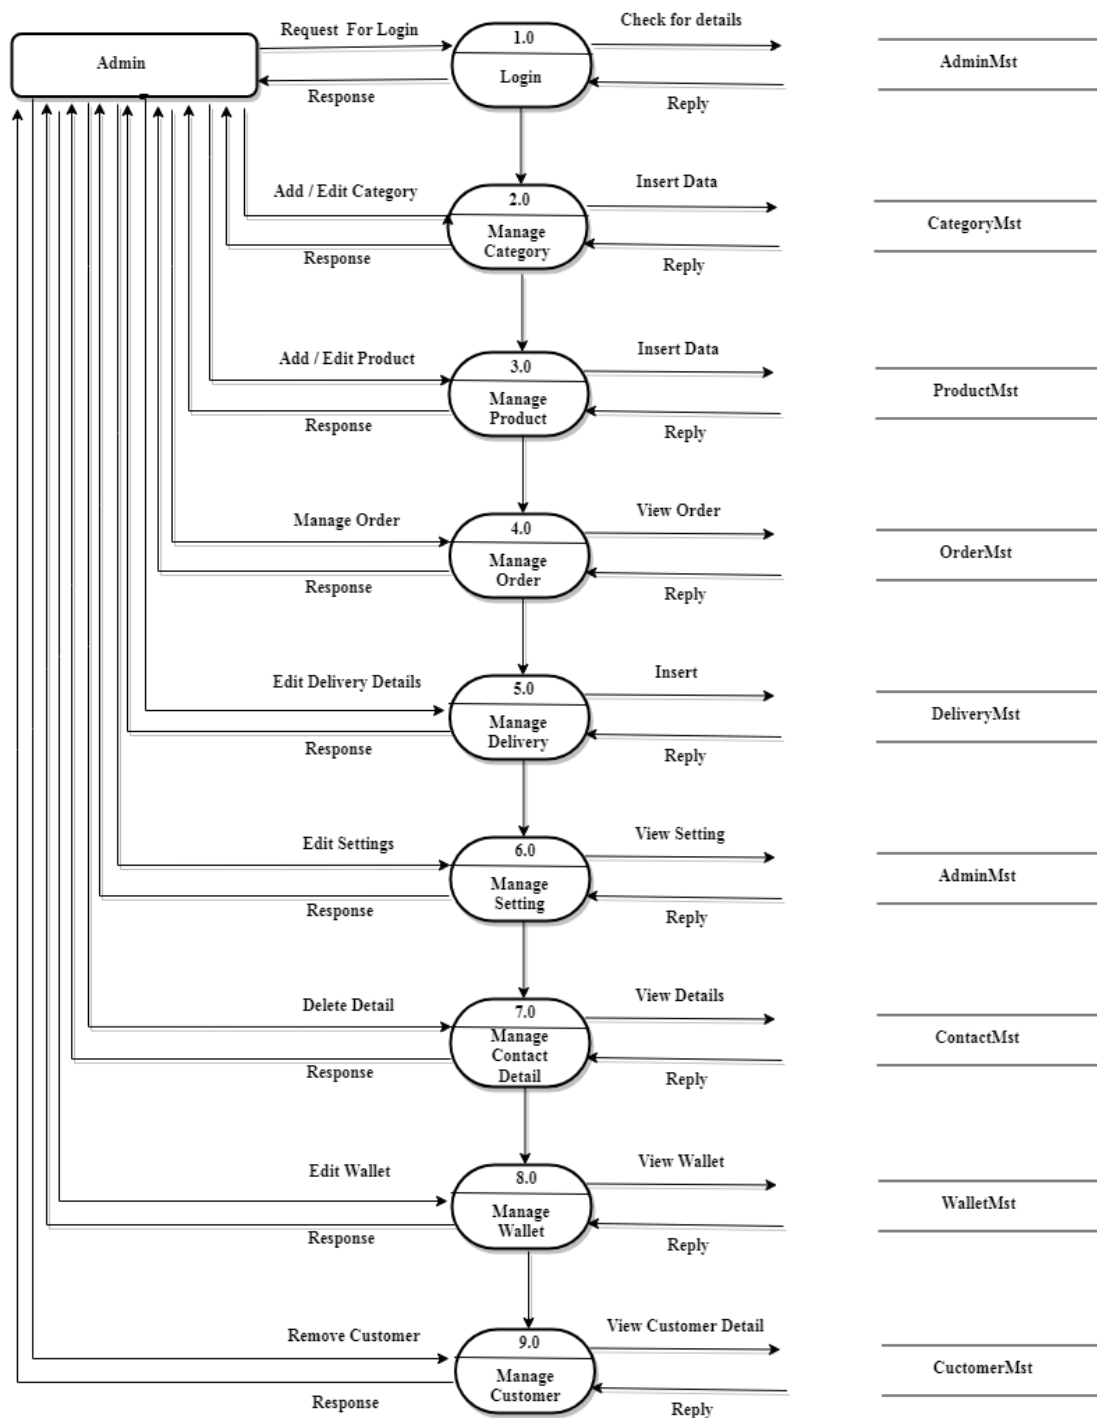 Check for details
Request For Login
1.0
Admin
AdminMst
Login
Response
Reply
Insert Data
Add / Edit Category
2.0
CategoryMst
Manage
Category
Response
Reply
Insert Data
Add / Edit Product
3.0
ProductMst
Manage
Product
Response
Reply
View Order
Manage Order
4.0
OrderMst
Manage
Order
Response
Reply
Insert
Edit Delivery Details
5.0
DeliveryMst
Manage
Delivery
Response
Reply
View Setting
Edit Settings
6.0
AdminMst
Manage
Setting
Response
Reply
View Details
Delete Detail
7.0
ContactMst
Manage
Contact
Detail
Response
Reply
View Wallet
Edit Wallet
8.0
WalletMst
Manage
Wallet
Response
Reply
View Customer Detail
Remove Customer
9.0
CuctomerMst
Manage
Customer
Response
Reply